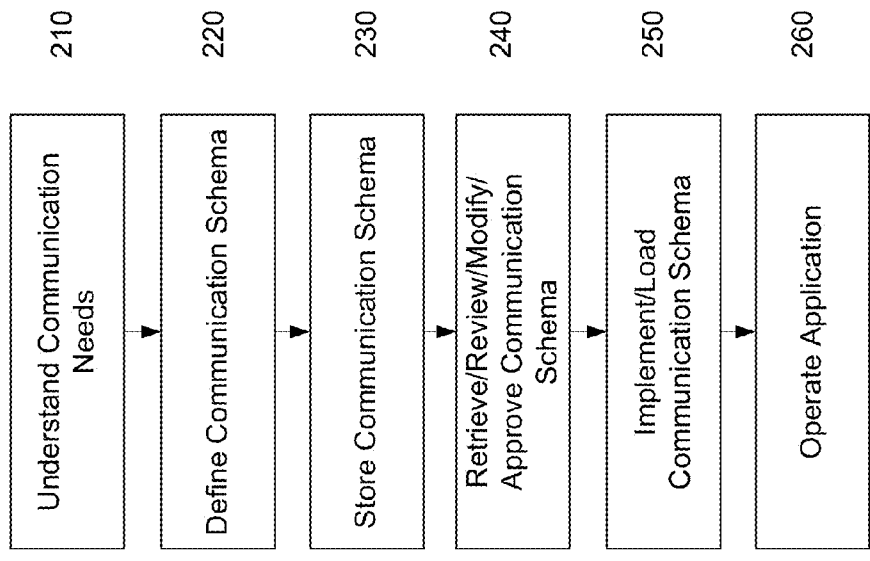 Understand Communication
Needs
210
Define Communication Schema
220
Store Communication Schema
230
Retrieve/Review/Modify/
Approve Communication
Schema
240
Implement/Load
Communication Schema
250
Operate Application
260